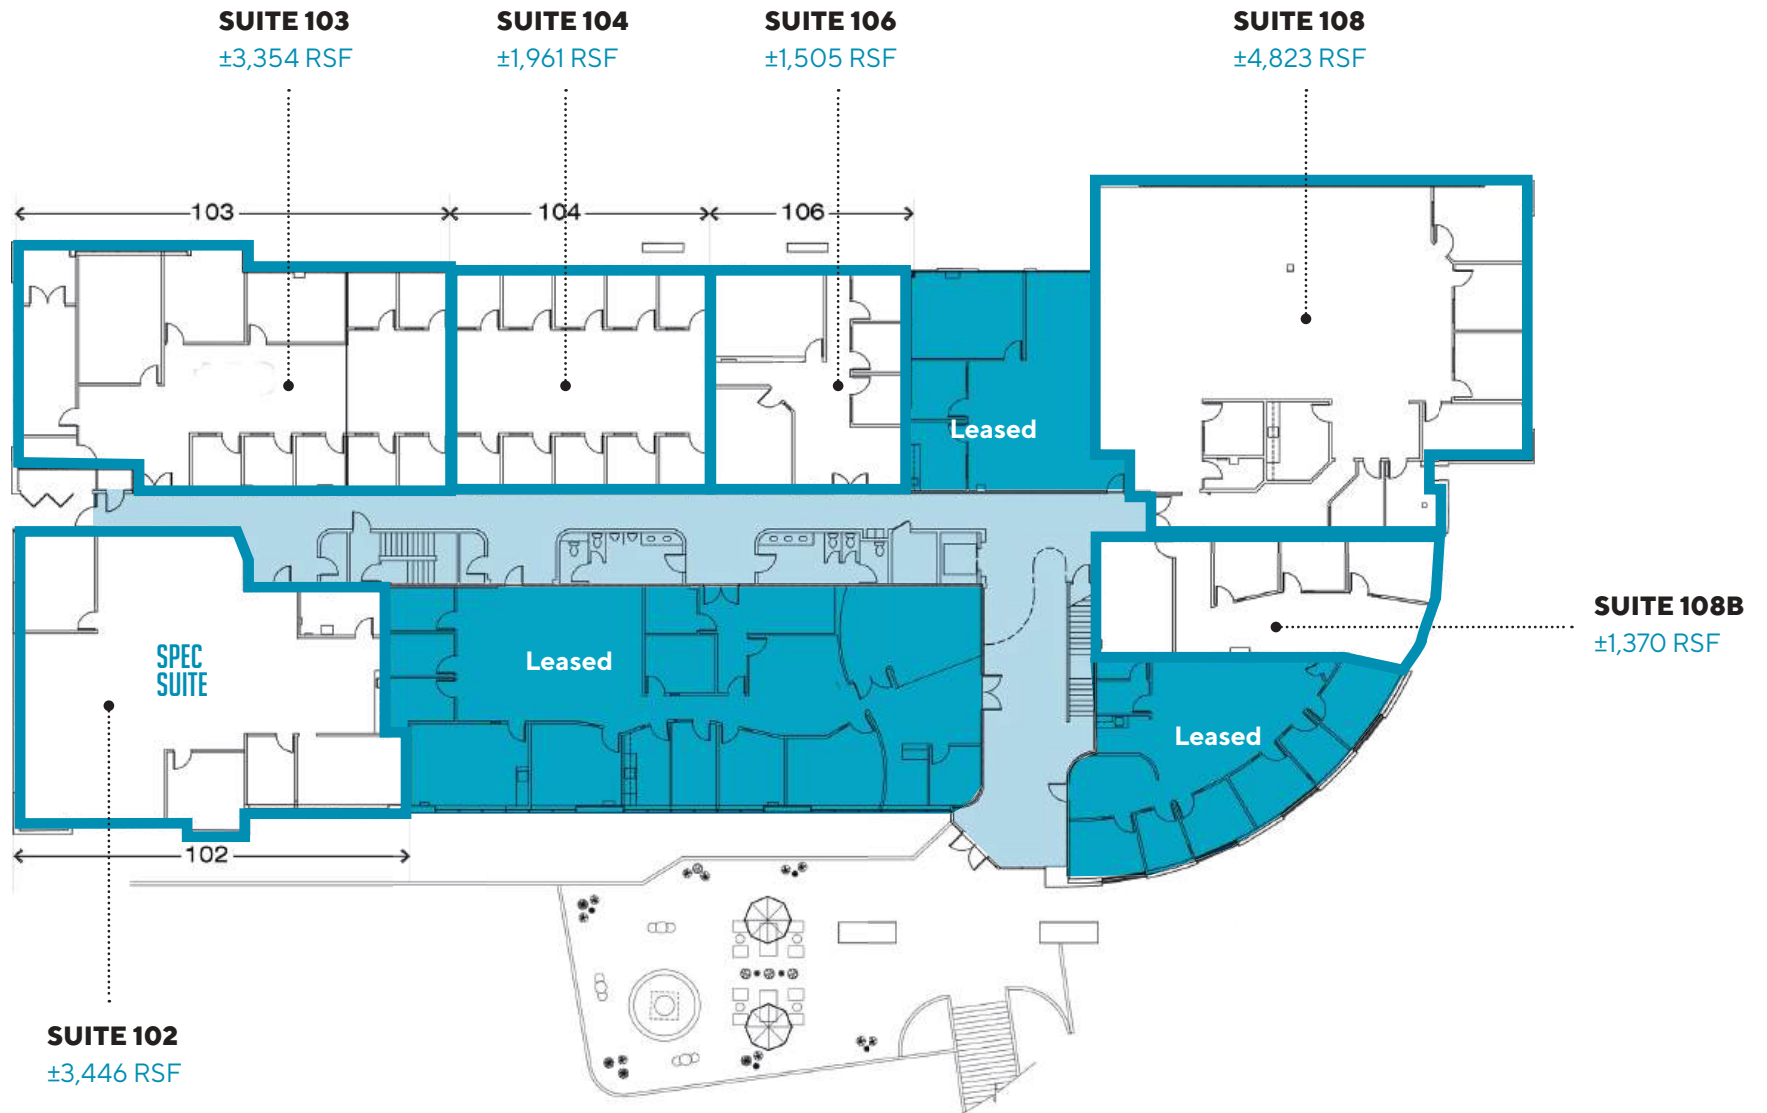 SUITE 103
±3,354 RSF
SUITE 104
±1,961 RSF
SUITE 106
±1,505 RSF
SUITE 108
±4,823 RSF
103
104
106
Leased
SUITE 108B
±1,370 RSF
SPEC
SUITE
Leased
Leased
102
SUITE 102
±3,446 RSF